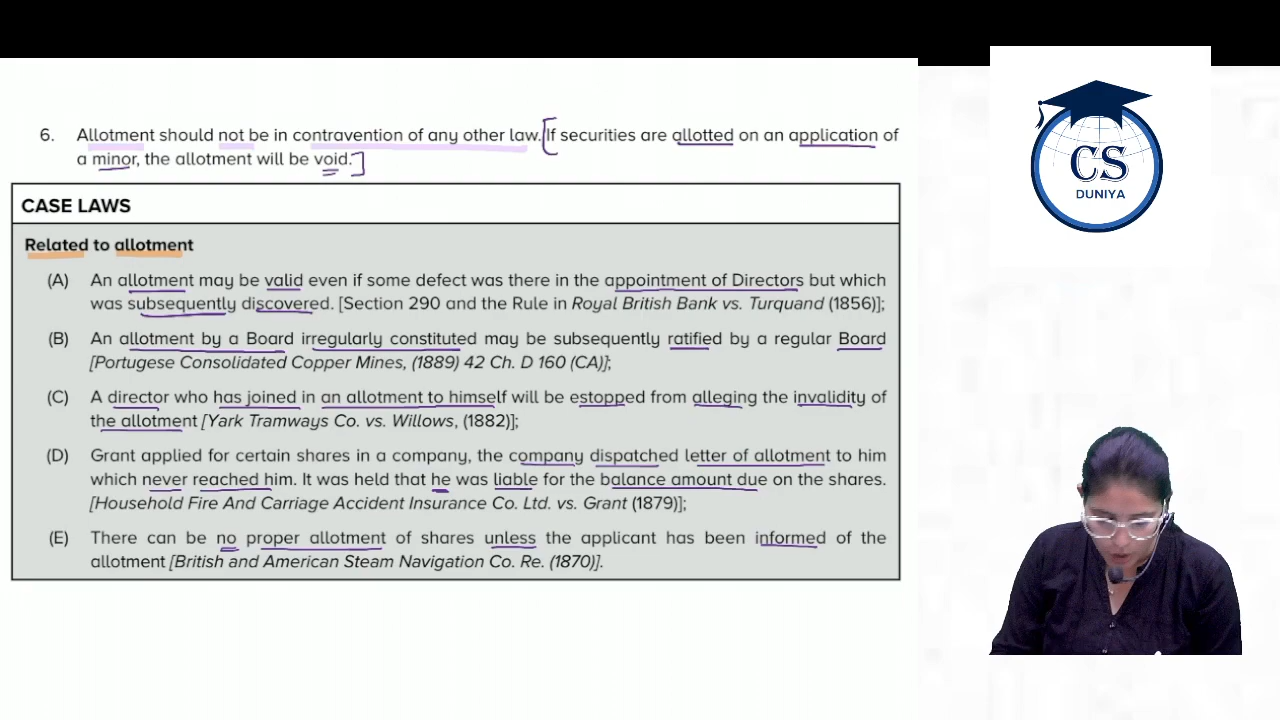 6. Allotment should not be in contravention of any other law. If securities are allotted on an application of
a minor, the allotment will be void.
CASE LAWS
Related to allotment
(A) An allotment may be valid even if some defect was there in the appointment of Directors but which
was subsequently discovered. [Section 290 and the Rule in Royal British Bank vs. Turquand (1856)];
(B) An allotment by a Board irregularly constituted may be subsequently ratified by a regular Board
[Portugese Consolidated Copper Mines, (1889) 42 Ch. D 160 (CA)];
(C) A director who has joined in an allotment to himself will be estopped from alleging the invalidity of
the allotment [Yark Tramways Co. vs. Willows, (1882)];
(D) Grant applied for certain shares in a company, the company dispatched letter of allotment to him
which never reached him. It was held that he was liable for the balance amount due on the shares.
[Household Fire And Carriage Accident Insurance Co. Ltd. vs. Grant (1879)];
(E) There can be no proper allotment of shares unless the applicant has been informed of the
allotment [British and American Steam Navigation Co. Re. (1870)].
CS
DUNIYA